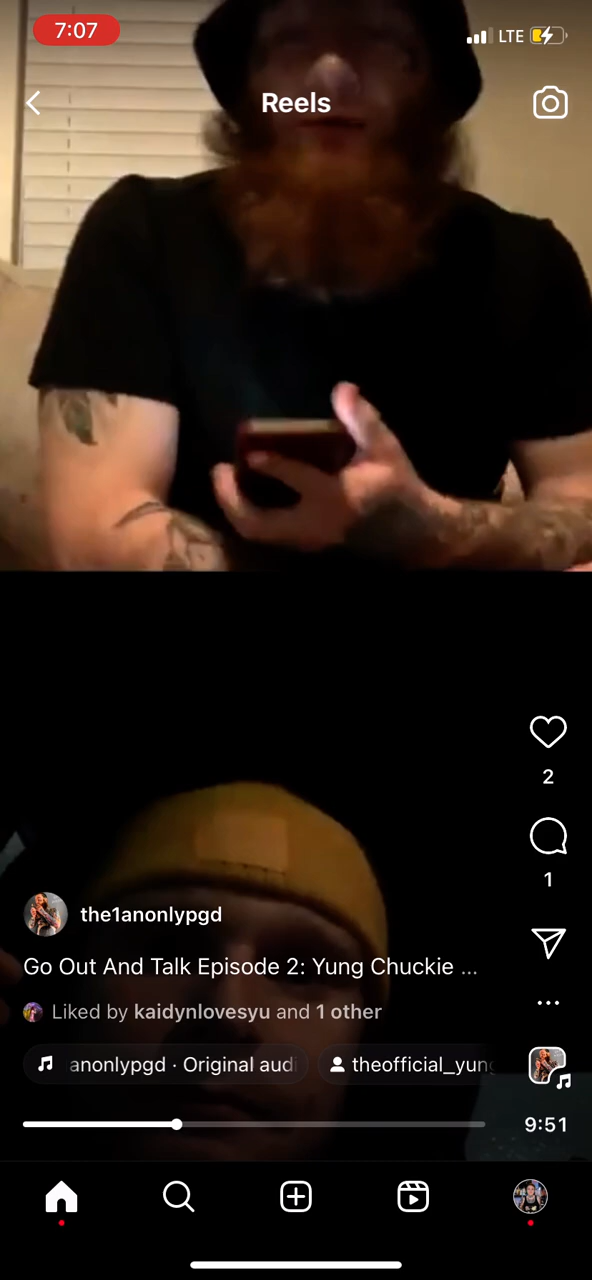 7:07
LTE
Reels
2
1
the1anonlypgd
Go Out And Talk Episode 2: Yung Chuckie ...
Liked by kaidynlovesyu and 1 other
anonlypgd · Original audi
theofficial_yung
9:51